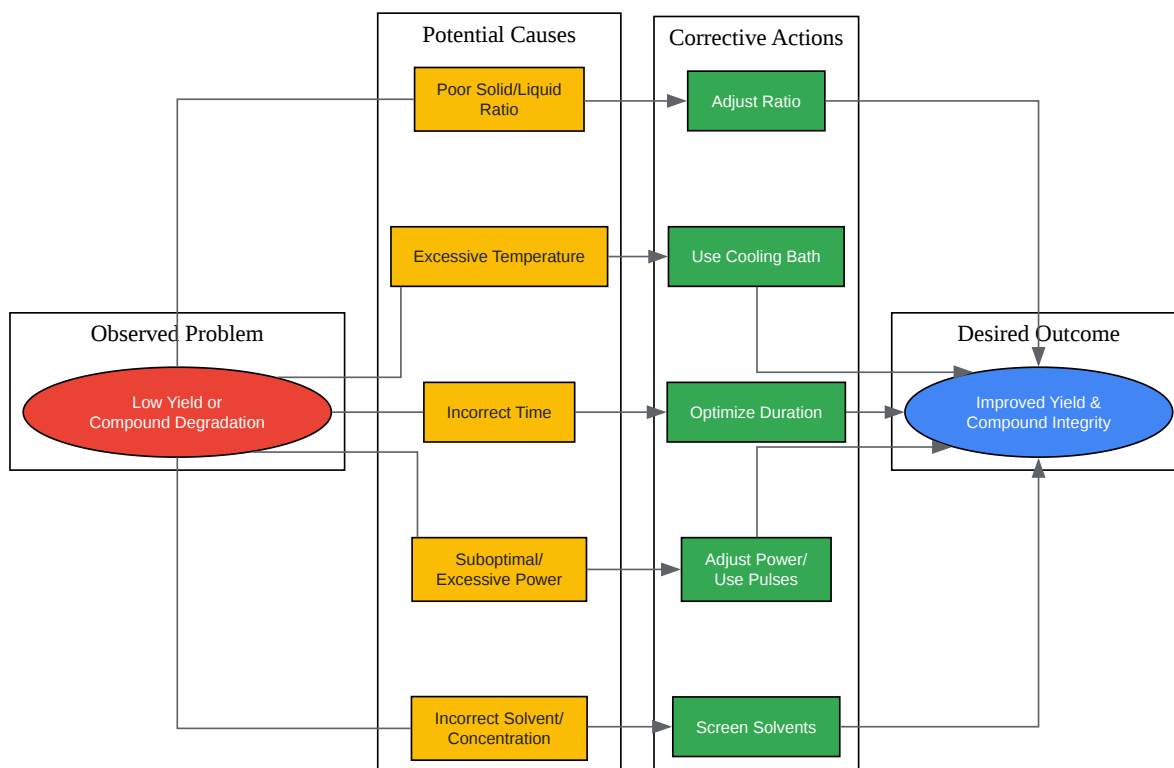 Potential Causes
Corrective Actions
Poor Solid/Liquid
Ratio
Adjust Ratio
Excessive Temperature
Use Cooling Bath
Observed Problem
Desired Outcome
Low Yield or
Compound Degradation
Incorrect Time
Optimize Duration
Improved Yield &
Compound Integrity
Suboptimal/
Excessive Power
Adjust Power/
Use Pulses
Incorrect Solvent/
Concentration
Screen Solvents